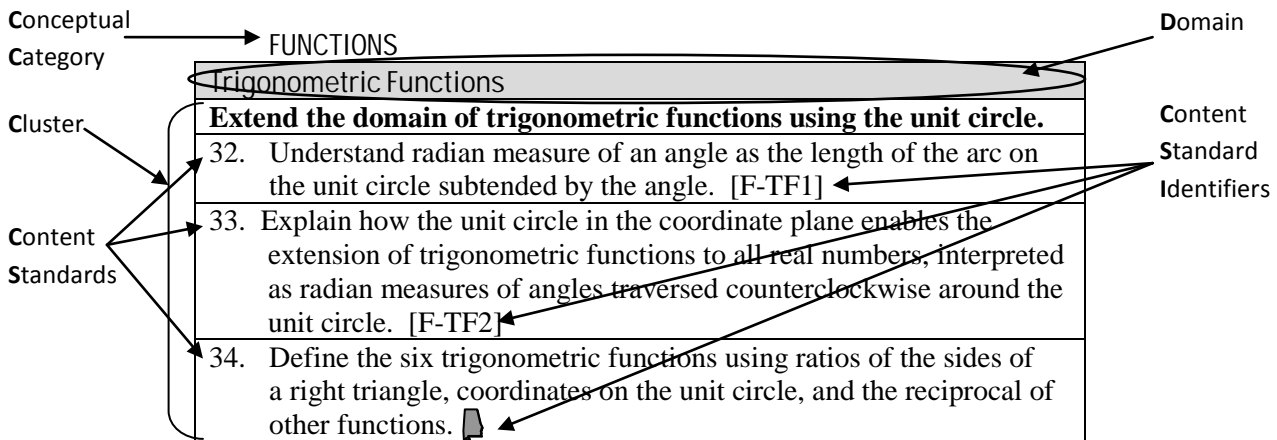 Conceptual
Category
FUNCTIONS
Domain
Trigonometric Functions
Cluster
Extend the domain of trigonometric functions using the unit circle.
Content
Standard
Identifiers
32. Understand radian measure of an angle as the length of the arc on
the unit circle subtended by the angle. [F-TF1]
33. Explain how the unit circle in the coordinate plane enables the
extension of trigonometric functions to all real numbers, interpreted
as radian measures of angles traversed counterclockwise around the
unit circle. [F-TF2]
Content
Standards
34. Define the six trigonometric functions using ratios of the sides of
a right triangle, coordinates on the unit circle, and the reciprocal of
other functions.